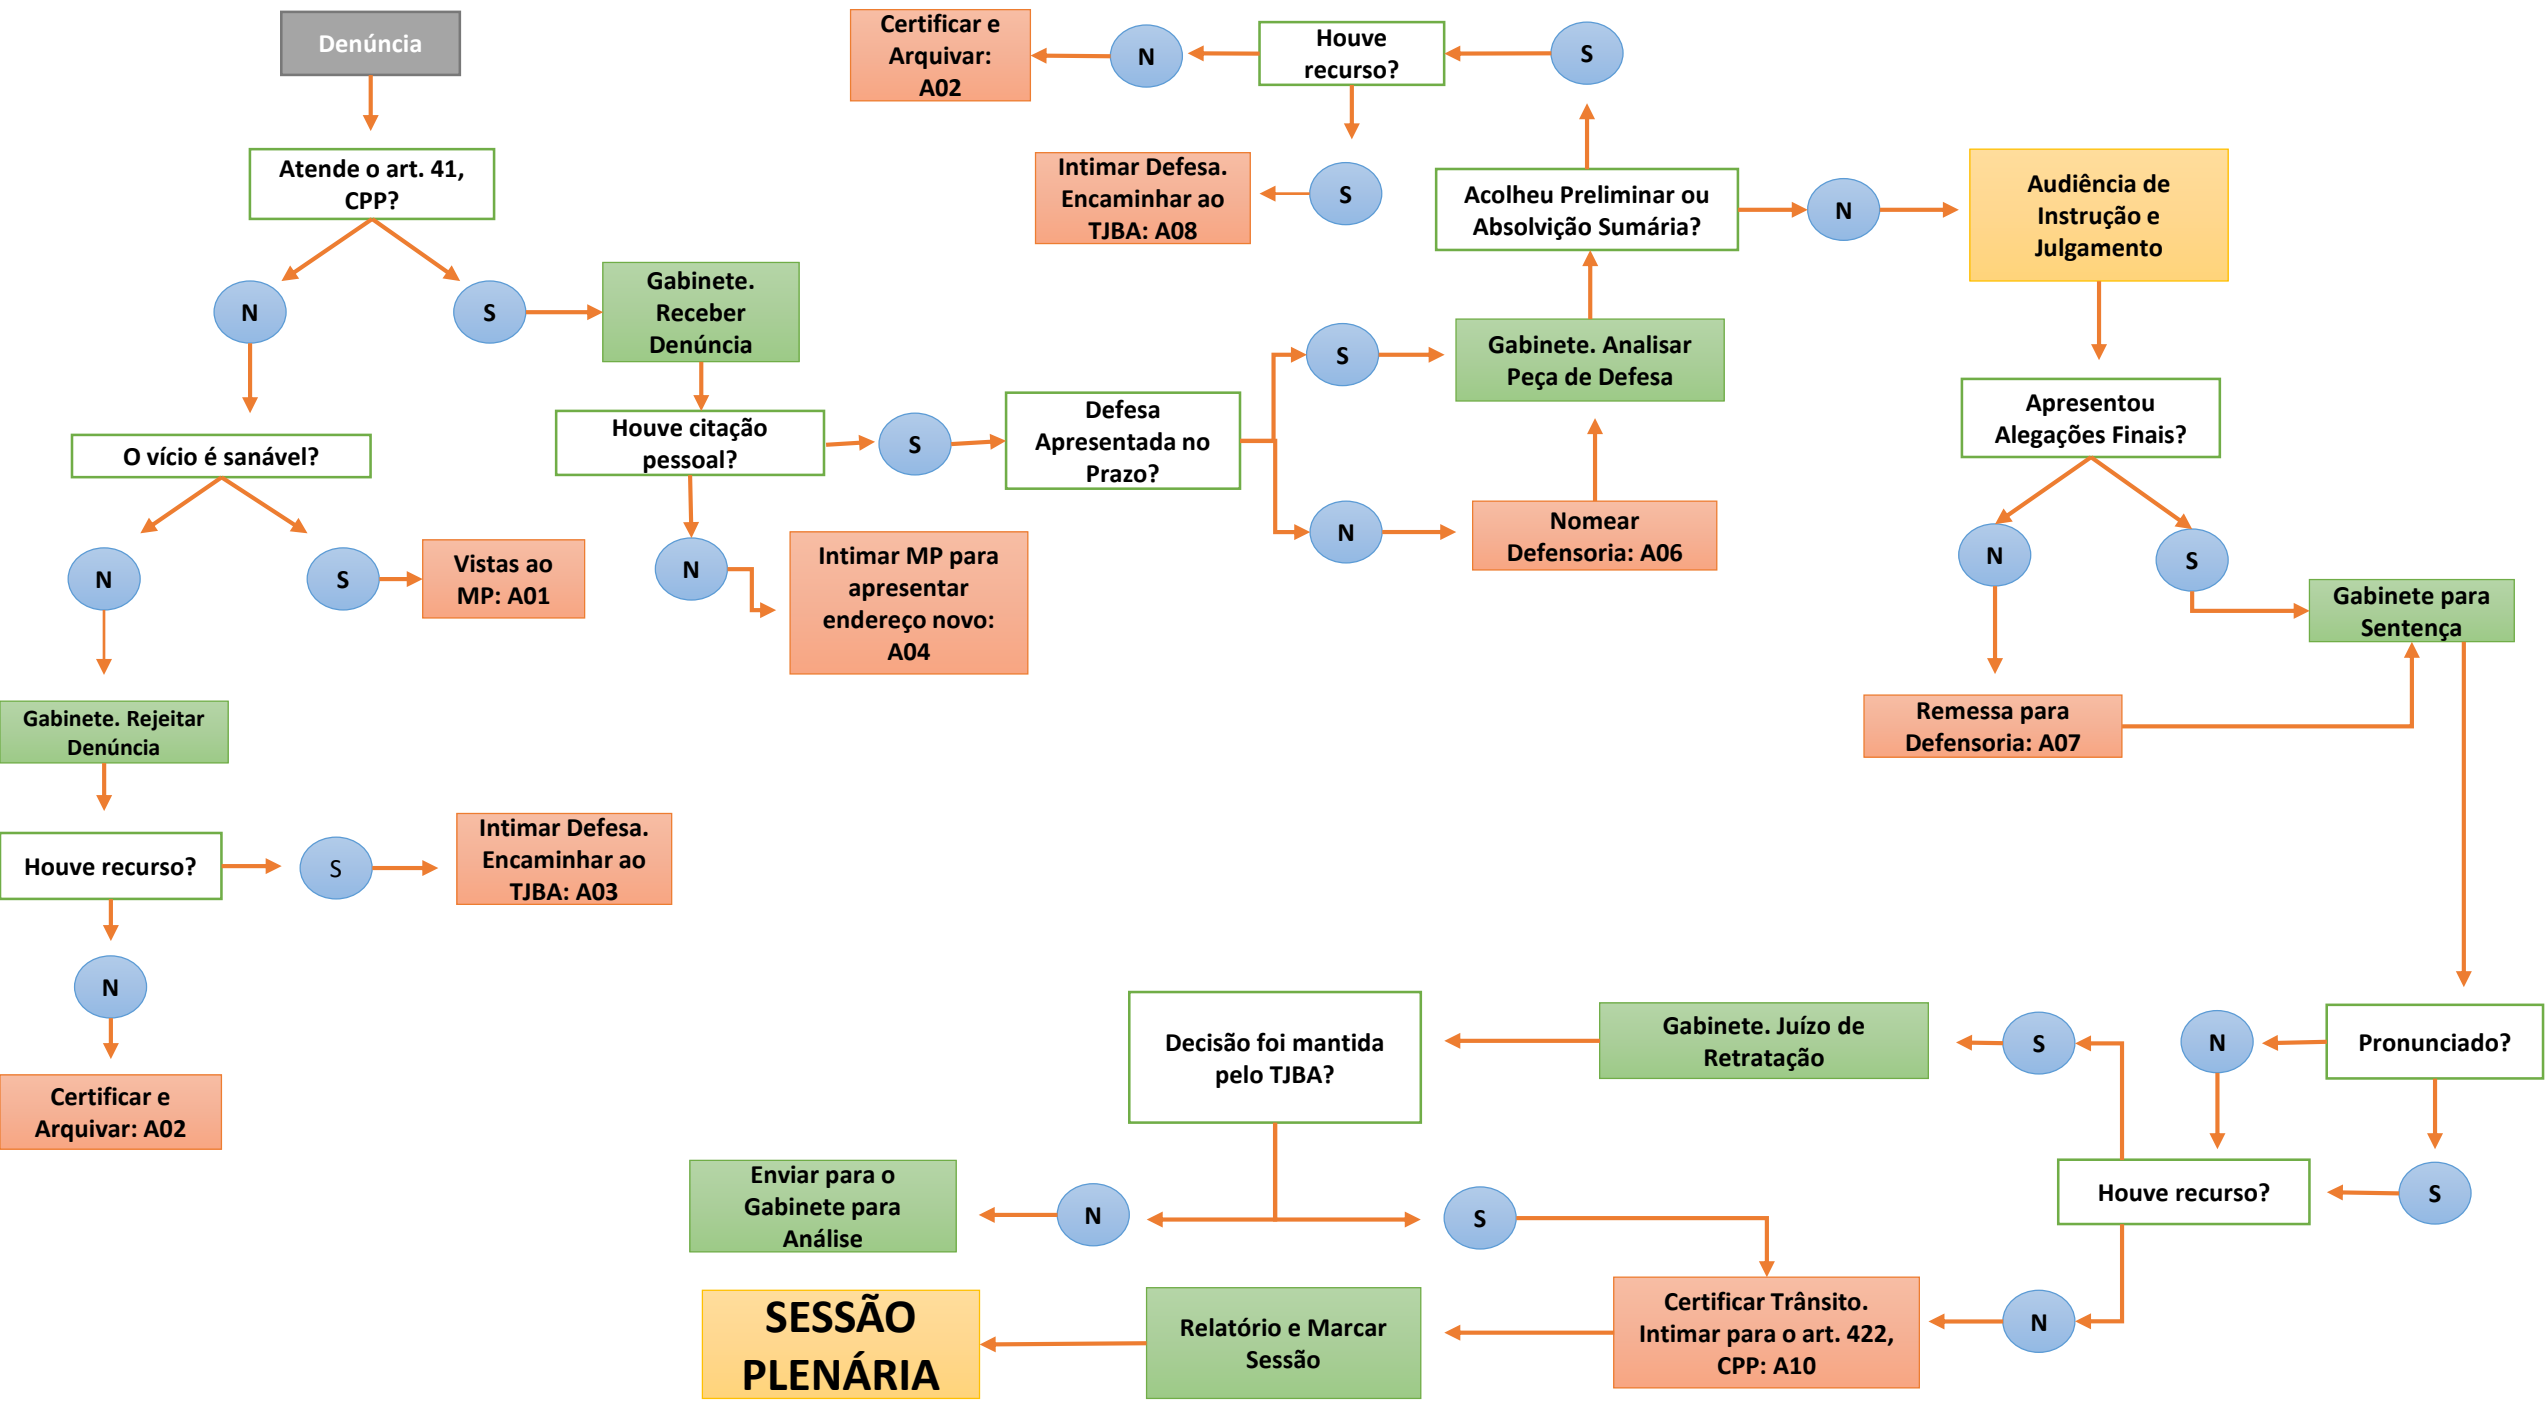 Denúncia
Atende o art. 41,
CPP?
N
S
Gabinete.
Receber
Denúncia
O vício é sanável?
N
S
Vistas ao
MP: A01
Gabinete. Rejeitar
Denúncia
Houve recurso?
S
Intimar Defesa.
Encaminhar ao
TJBA: A03
N
Certificar e
Arquivar: A02
Houve citação
pessoal?
N
Intimar MP para
apresentar
endereço novo:
A04
S
Defesa
Apresentada no
Prazo?
S
N
Nomear
Defensoria: A06
Gabinete. Analisar
Peça de Defesa
Acolheu Preliminar ou
Absolvição Sumária?
S
Houve
recurso?
N
Certificar e
Arquivar:
A02
S
Intimar Defesa.
Encaminhar ao
TJBA: A08
N
Audiência de
Instrução e
Julgamento
Apresentou
Alegações Finais?
N
S
Gabinete para
Sentença
Remessa para
Defensoria: A07
Pronunciado?
N
S
Houve recurso?
S
Gabinete. Juízo de
Retratação
Decisão foi mantida
pelo TJBA?
N
Enviar para o
Gabinete para
Análise
S
N
Certificar Trânsito.
Intimar para o art. 422,
CPP: A10
Relatório e Marcar
Sessão
SESSÃO
PLENÁRIA